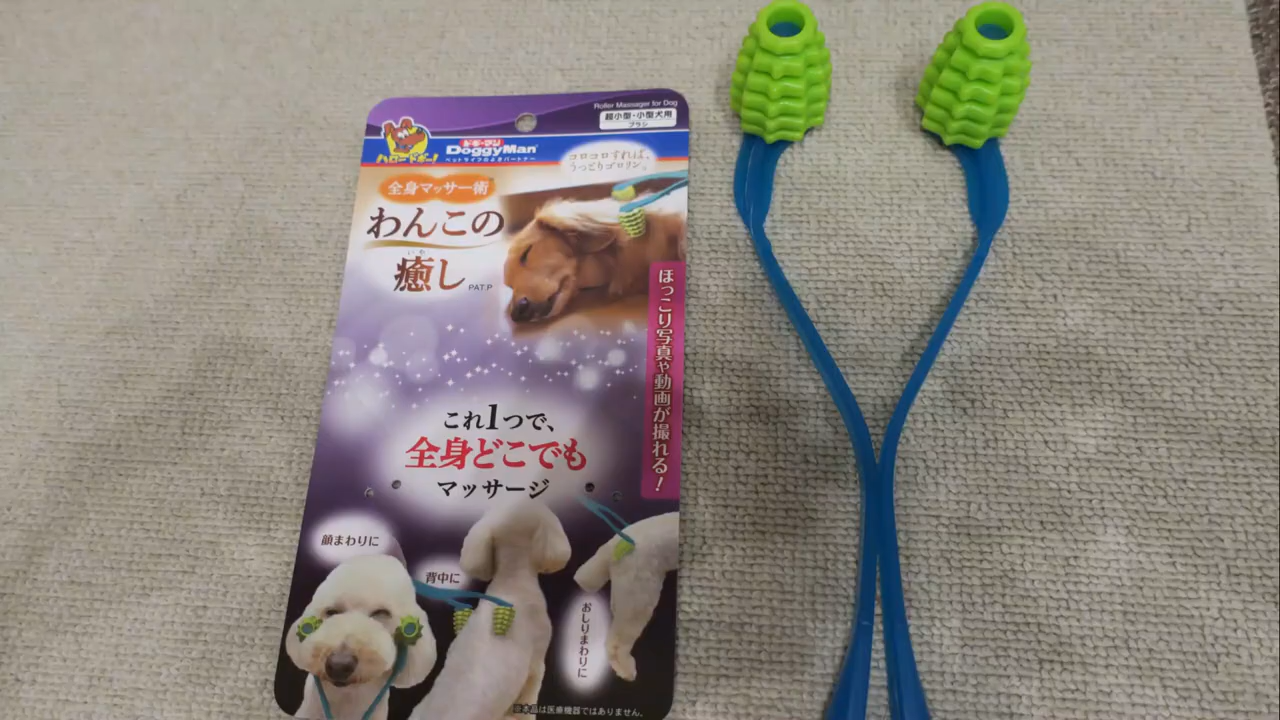 Roller Massager for Dog
超小型・小型犬用
ブラシ
ハロードギー!
ドギーマン
DoggyMan
ペットライフのよきパートナー
コロコロすれば、
うっとりゴロリン。
全身マッサー術
わんこの
いや
癒し PAT.P
ほっこり写真や動画が撮れる!
これ1つで、
全身どこでも
マッサージ
顔まわりに
背中に
おしりまわりに
※本品は医療機器ではありません。